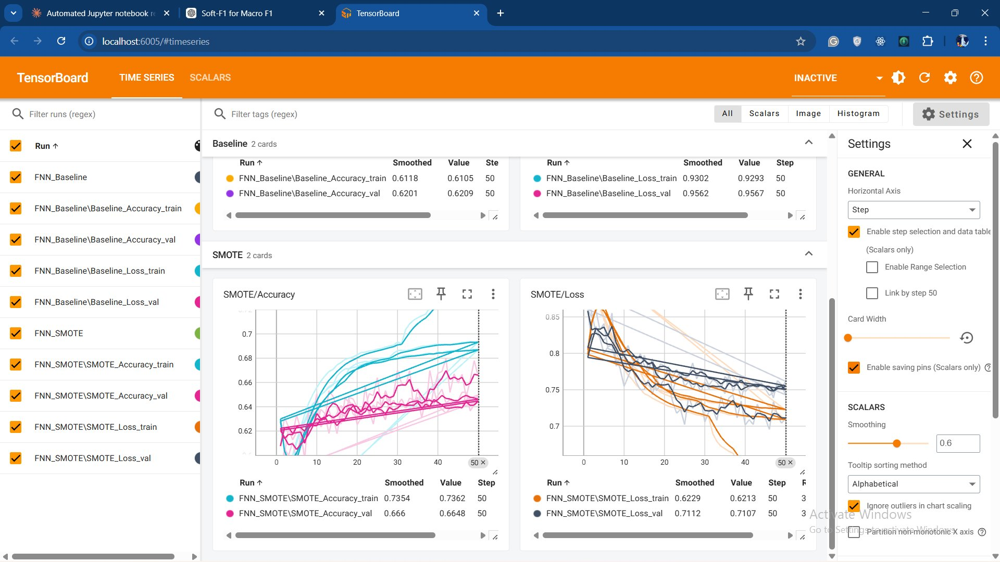 Automated Jupyter notebook re
Soft-F1 for Macro F1
TensorBoard
localhost:6005/#timeseries
TensorBoard
TIME SERIES
SCALARS
INACTIVE
Filter runs (regex)
Filter tags (regex)
All
Scalars
Image
Histogram
Settings
Run ↑
FNN_Baseline
FNN_Baseline\Baseline_Accuracy_train
FNN_Baseline\Baseline_Accuracy_val
FNN_Baseline\Baseline_Loss_train
FNN_Baseline\Baseline_Loss_val
FNN_SMOTE
FNN_SMOTE\SMOTE_Accuracy_train
FNN_SMOTE\SMOTE_Accuracy_val
FNN_SMOTE\SMOTE_Loss_train
FNN_SMOTE\SMOTE_Loss_val
Baseline 2 cards
Run ↑ Smoothed Value Ste
FNN_Baseline\Baseline_Accuracy_train 0.6118 0.6105 50
FNN_Baseline\Baseline_Accuracy_val 0.6201 0.6209 50
Run ↑ Smoothed Value Step
FNN_Baseline\Baseline_Loss_train 0.9302 0.9293 50
FNN_Baseline\Baseline_Loss_val 0.9562 0.9567 50
SMOTE 2 cards
SMOTE/Accuracy
0.7
0.68
0.66
0.64
0.62
0 10 20 30 40 50 ×
Run ↑ Smoothed Value Step
FNN_SMOTE\SMOTE_Accuracy_train 0.7354 0.7362 50
FNN_SMOTE\SMOTE_Accuracy_val 0.666 0.6648 50
SMOTE/Loss
0.85
0.8
0.75
0.7
0 10 20 30 40 50 ×
Run ↑ Smoothed Value Step R
FNN_SMOTE\SMOTE_Loss_train 0.6229 0.6213 50 3
FNN_SMOTE\SMOTE_Loss_val 0.7112 0.7107 50 3
Settings
GENERAL
Horizontal Axis
Step
Enable step selection and data table
(Scalars only)
Enable Range Selection
Link by step 50
Card Width
Enable saving pins (Scalars only)
SCALARS
Smoothing
0.6
Tooltip sorting method
Alphabetical
Ignore outliers in chart scaling
Partition non-monotonic X axis
Activate Windows
Go to Settings to activate Windows.